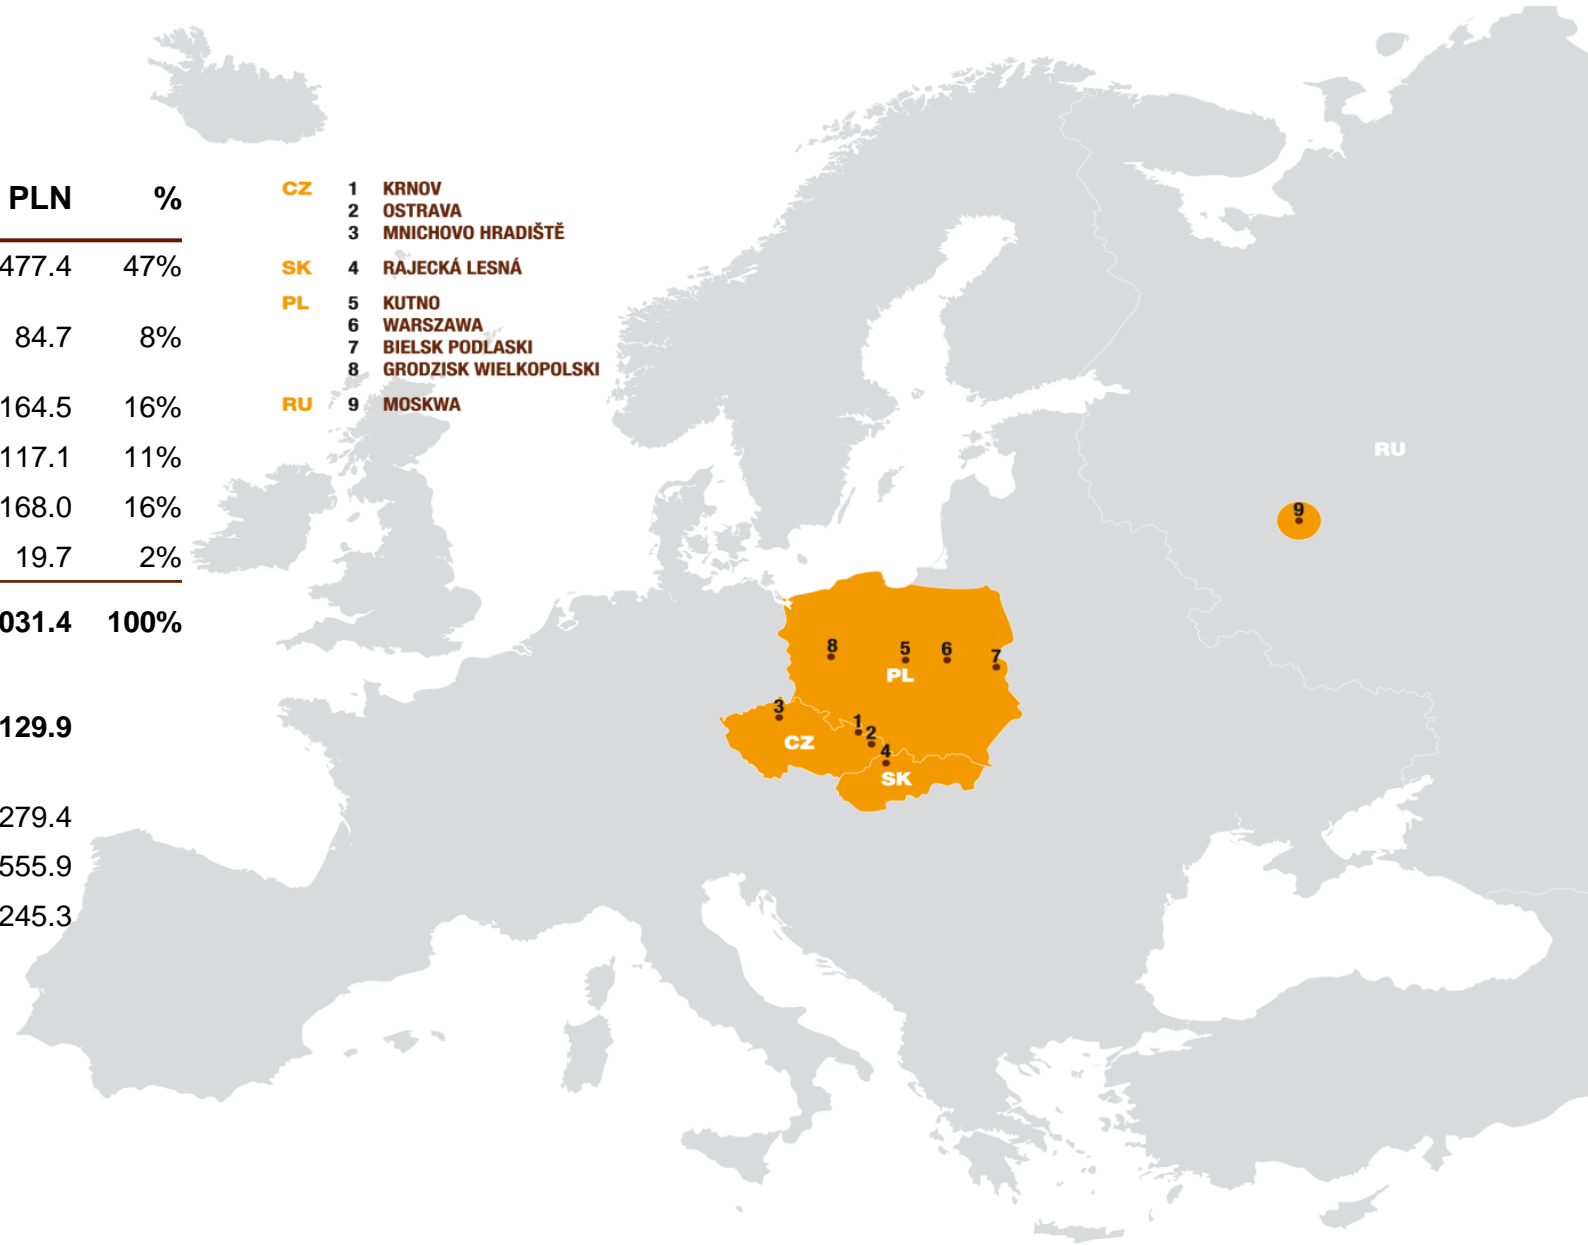 PLN %
477.4 47%
84.7 8%
164.5 16%
117.1 11%
168.0 16%
19.7 2%
031.4 100%
129.9
279.4
555.9
245.3
CZ 1 KRNOV
2 OSTRAVA
3 MNICHOVO HRADIŠTĚ
SK 4 RAJECKÁ LESNÁ
PL 5 KUTNO
6 WARSZAWA
7 BIELSK PODLASKI
8 GRODZISK WIELKOPOLSKI
RU 9 MOSKWA
RU
9
8 5 6 7
PL
3
1
CZ 2
4
SK